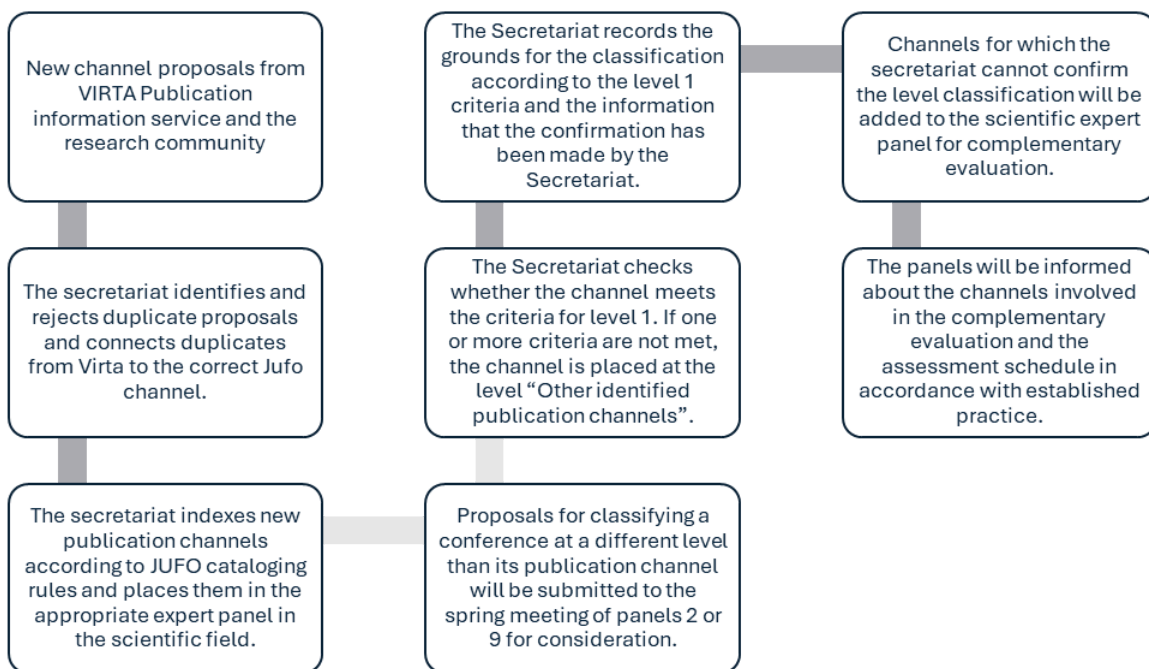 New channel proposals from
VIRTA Publication
information service and the
research community
The secretariat identifies and
rejects duplicate proposals
and connects duplicates
from Virta to the correct Jufo
channel.
The secretariat indexes new
publication channels
according to JUFO cataloging
rules and places them in the
appropriate expert panel in
the scientific field.
Proposals for classifying a
conference at a different level
than its publication channel
will be submitted to the
spring meeting of panels 2 or
9 for consideration.
The Secretariat checks
whether the channel meets
the criteria for level 1. If one
or more criteria are not met,
the channel is placed at the
level “Other identified
publication channels”.
The Secretariat records the
grounds for the classification
according to the level 1
criteria and the information
that the confirmation has
been made by the
Secretariat.
Channels for which the
secretariat cannot confirm
the level classification will be
added to the scientific expert
panel for complementary
evaluation.
The panels will be informed
about the channels involved
in the complementary
evaluation and the
assessment schedule in
accordance with established
practice.